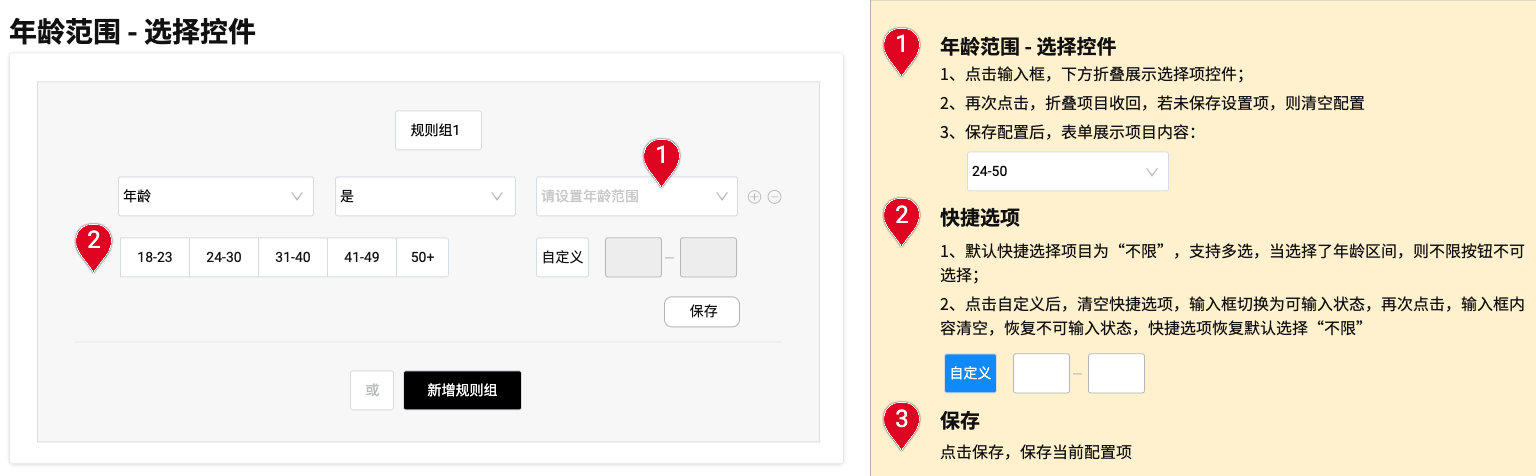 年龄范围 - 选择控件
规则组1
1
年龄
是
请设置年龄范围
2
18-23
24-30
31-40
41-49
50+
自定义
–
保存
或
新增规则组
1
年龄范围 - 选择控件
1、点击输入框，下方折叠展示选择项控件；
2、再次点击，折叠项目收回，若未保存设置项，则清空配置
3、保存配置后，表单展示项目内容：
24-50
2
快捷选项
1、默认快捷选择项目为“不限”，支持多选，当选择了年龄区间，则不限按钮不可
选择；
2、点击自定义后，清空快捷选项，输入框切换为可输入状态，再次点击，输入框内
容清空，恢复不可输入状态，快捷选项恢复默认选择“不限”
自定义
–
3
保存
点击保存，保存当前配置项